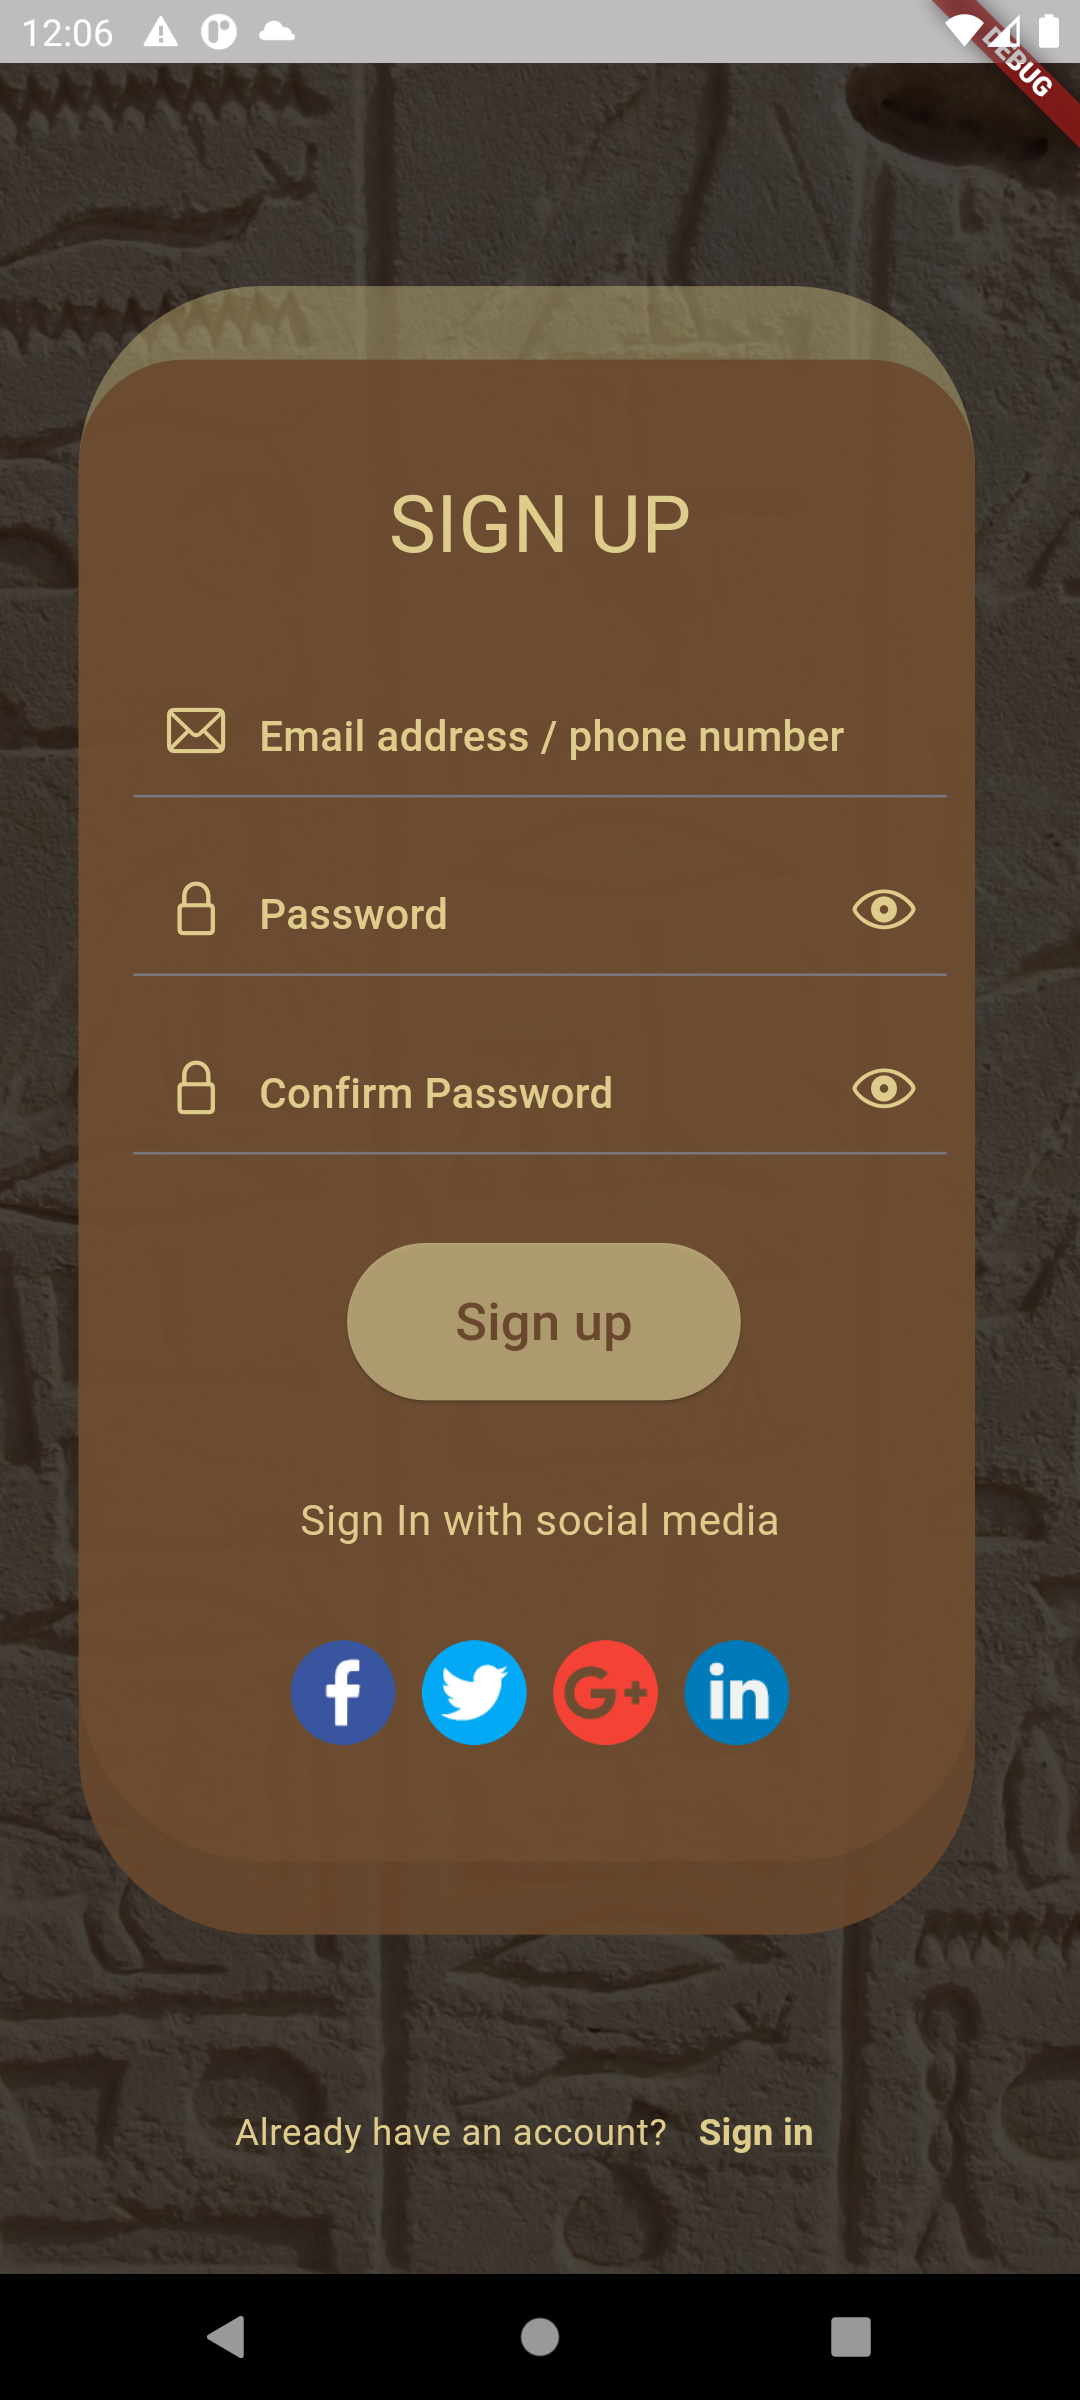 12:06
DEBUG
SIGN UP
Email address / phone number
Password
Confirm Password
Sign up
Sign In with social media
f G+ in
Already have an account? Sign in